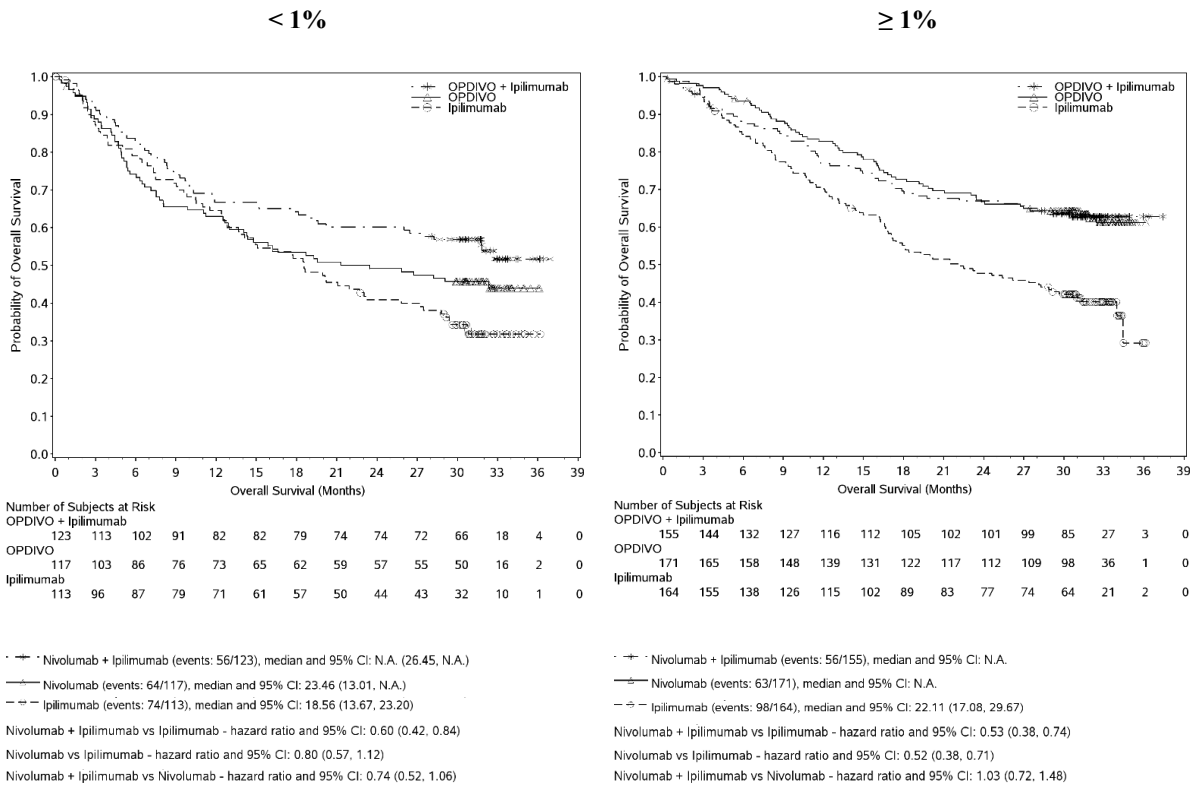 < 1%
≥ 1%
OPDIVO + Ipilimumab
OPDIVO
Ipilimumab
Probability of Overall Survival
1.0
0.9
0.8
0.7
0.6
0.5
0.4
0.3
0.2
0.1
0.0
0 3 6 9 12 15 18 21 24 27 30 33 36 39
Overall Survival (Months)
Number of Subjects at Risk
OPDIVO + Ipilimumab
123 113 102 91 82 82 79 74 74 72 66 18 4 0
OPDIVO
117 103 86 76 73 65 62 59 57 55 50 16 2 0
Ipilimumab
113 96 87 79 71 61 57 50 44 43 32 10 1 0
Nivolumab + Ipilimumab (events: 56/123), median and 95% CI: N.A. (26.45, N.A.)
Nivolumab (events: 64/117), median and 95% CI: 23.46 (13.01, N.A.)
Ipilimumab (events: 74/113), median and 95% CI: 18.56 (13.67, 23.20)
Nivolumab + Ipilimumab vs Ipilimumab - hazard ratio and 95% CI: 0.60 (0.42, 0.84)
Nivolumab vs Ipilimumab - hazard ratio and 95% CI: 0.80 (0.57, 1.12)
Nivolumab + Ipilimumab vs Nivolumab - hazard ratio and 95% CI: 0.74 (0.52, 1.06)
OPDIVO + Ipilimumab
OPDIVO
Ipilimumab
Probability of Overall Survival
1.0
0.9
0.8
0.7
0.6
0.5
0.4
0.3
0.2
0.1
0.0
0 3 6 9 12 15 18 21 24 27 30 33 36 39
Overall Survival (Months)
Number of Subjects at Risk
OPDIVO + Ipilimumab
155 144 132 127 116 112 105 102 101 99 85 27 3 0
OPDIVO
171 165 158 148 139 131 122 117 112 109 98 36 1 0
Ipilimumab
164 155 138 126 115 102 89 83 77 74 64 21 2 0
Nivolumab + Ipilimumab (events: 56/155), median and 95% CI: N.A.
Nivolumab (events: 63/171), median and 95% CI: N.A.
Ipilimumab (events: 98/164), median and 95% CI: 22.11 (17.08, 29.67)
Nivolumab + Ipilimumab vs Ipilimumab - hazard ratio and 95% CI: 0.53 (0.38, 0.74)
Nivolumab vs Ipilimumab - hazard ratio and 95% CI: 0.52 (0.38, 0.71)
Nivolumab + Ipilimumab vs Nivolumab - hazard ratio and 95% CI: 1.03 (0.72, 1.48)